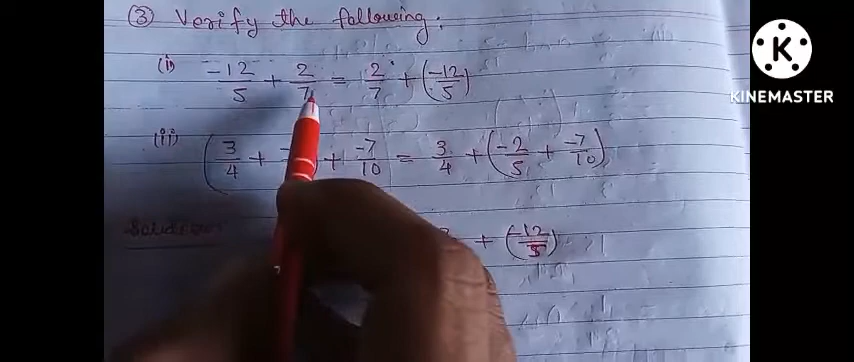 ③ Verify the following:
(i) -12/5 + 2/7 = 2/7 + (-12/5)
(ii) (3/4 + + -7/10 = 3/4 + (-2/5 + -7/10)
Solution
+ (-12/5)
K
KINEMASTER